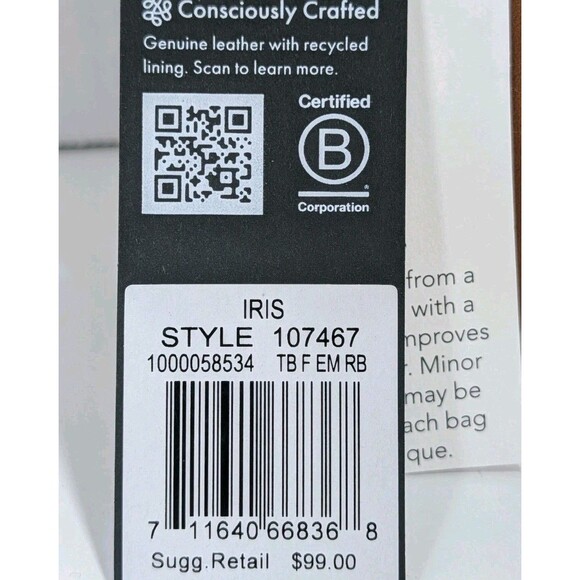 Consciously Crafted
Genuine leather with recycled
lining. Scan to learn more.
Certified
B
Corporation
IRIS
STYLE 107467
1000058534 TB F EM RB
7 11640 66836 8
Sugg.Retail $99.00
from a
with a
mproves
r. Minor
may be
ach bag
que.